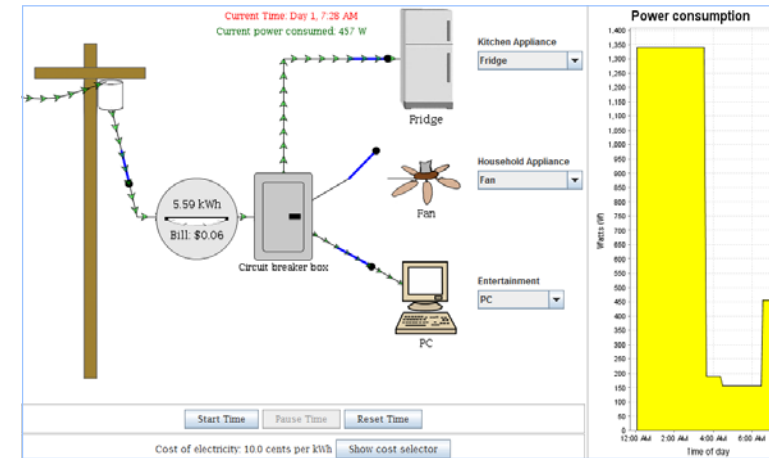 Current Time: Day 1, 7:28 AM
Current power consumed: 457 W
Kitchen Appliance
Fridge
Fridge
Household Appliance
Fan
Fan
5.59 kWh
Bill: $0.06
Circuit breaker box
Entertainment
PC
PC
Start Time
Pause Time
Reset Time
Cost of electricity: 10.0 cents per kWh
Show cost selector
Power consumption
1,400
1,350
1,300
1,250
1,200
1,150
1,100
1,050
1,000
950
900
850
800
750
700
650
600
550
500
450
400
350
300
250
200
150
100
50
0
Watts (W)
12:00 AM 2:00 AM 4:00 AM 6:00 AM
Time of day